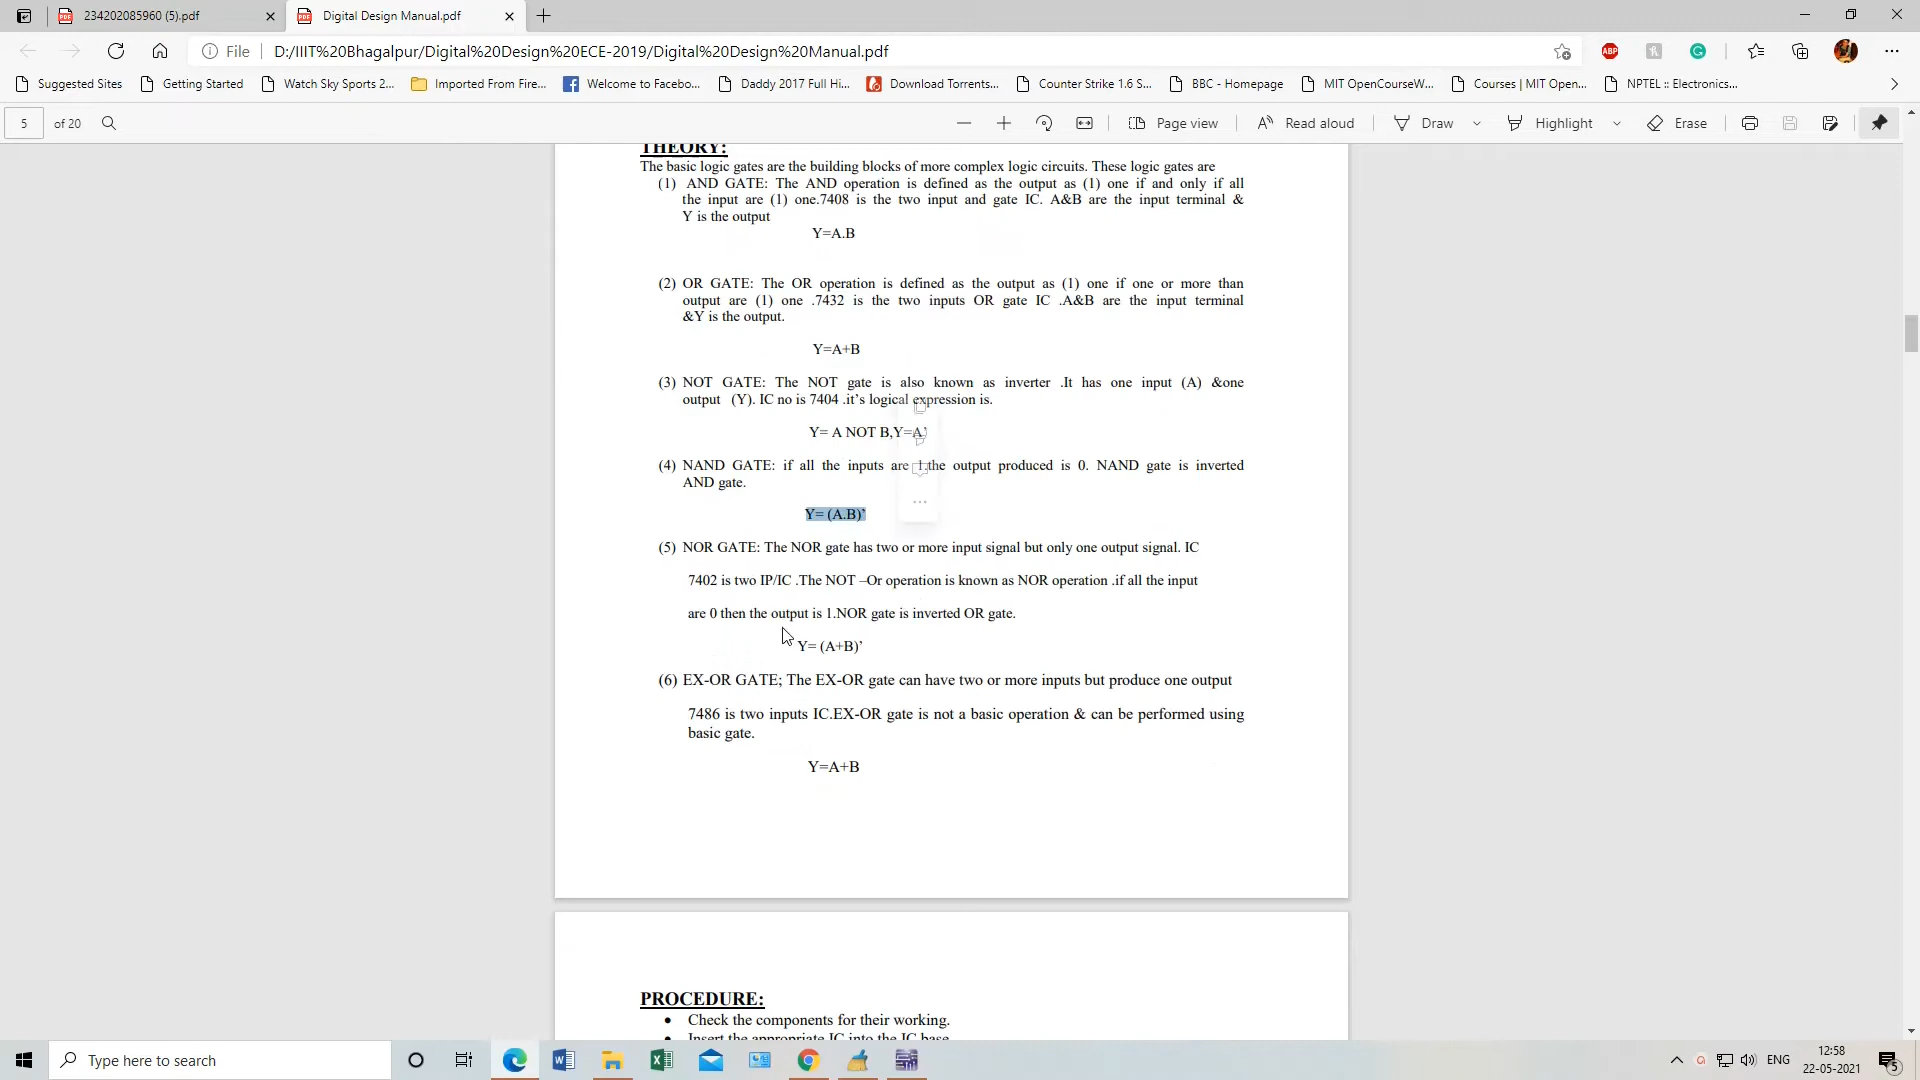 234202085960 (5).pdf
Digital Design Manual.pdf
File
D:/IIIT%20Bhagalpur/Digital%20Design%20ECE-2019/Digital%20Design%20Manual.pdf
ABP
Suggested Sites
Getting Started
Watch Sky Sports 2...
Imported From Fire...
Welcome to Facebo...
Daddy 2017 Full Hi...
Download Torrents...
Counter Strike 1.6 S...
BBC - Homepage
MIT OpenCourseW...
Courses | MIT Open...
NPTEL :: Electronics...
5 of 20
Page view
Read aloud
Draw
Highlight
Erase
THEORY:
The basic logic gates are the building blocks of more complex logic circuits. These logic gates are
(1) AND GATE: The AND operation is defined as the output as (1) one if and only if all
the input are (1) one.7408 is the two input and gate IC. A&B are the input terminal &
Y is the output
Y=A.B
(2) OR GATE: The OR operation is defined as the output as (1) one if one or more than
output are (1) one .7432 is the two inputs OR gate IC .A&B are the input terminal
&Y is the output.
Y=A+B
(3) NOT GATE: The NOT gate is also known as inverter .It has one input (A) &one
output (Y). IC no is 7404 .it's logical expression is.
Y= A NOT B,Y=A'
(4) NAND GATE: if all the inputs are 1 the output produced is 0. NAND gate is inverted
AND gate.
Y= (A.B)'
(5) NOR GATE: The NOR gate has two or more input signal but only one output signal. IC
7402 is two IP/IC .The NOT –Or operation is known as NOR operation .if all the input
are 0 then the output is 1.NOR gate is inverted OR gate.
Y= (A+B)'
(6) EX-OR GATE; The EX-OR gate can have two or more inputs but produce one output
7486 is two inputs IC.EX-OR gate is not a basic operation & can be performed using
basic gate.
Y=A+B
PROCEDURE:
• Check the components for their working.
• Insert the appropriate IC into the IC base
Type here to search
ENG
12:58
22-05-2021
5